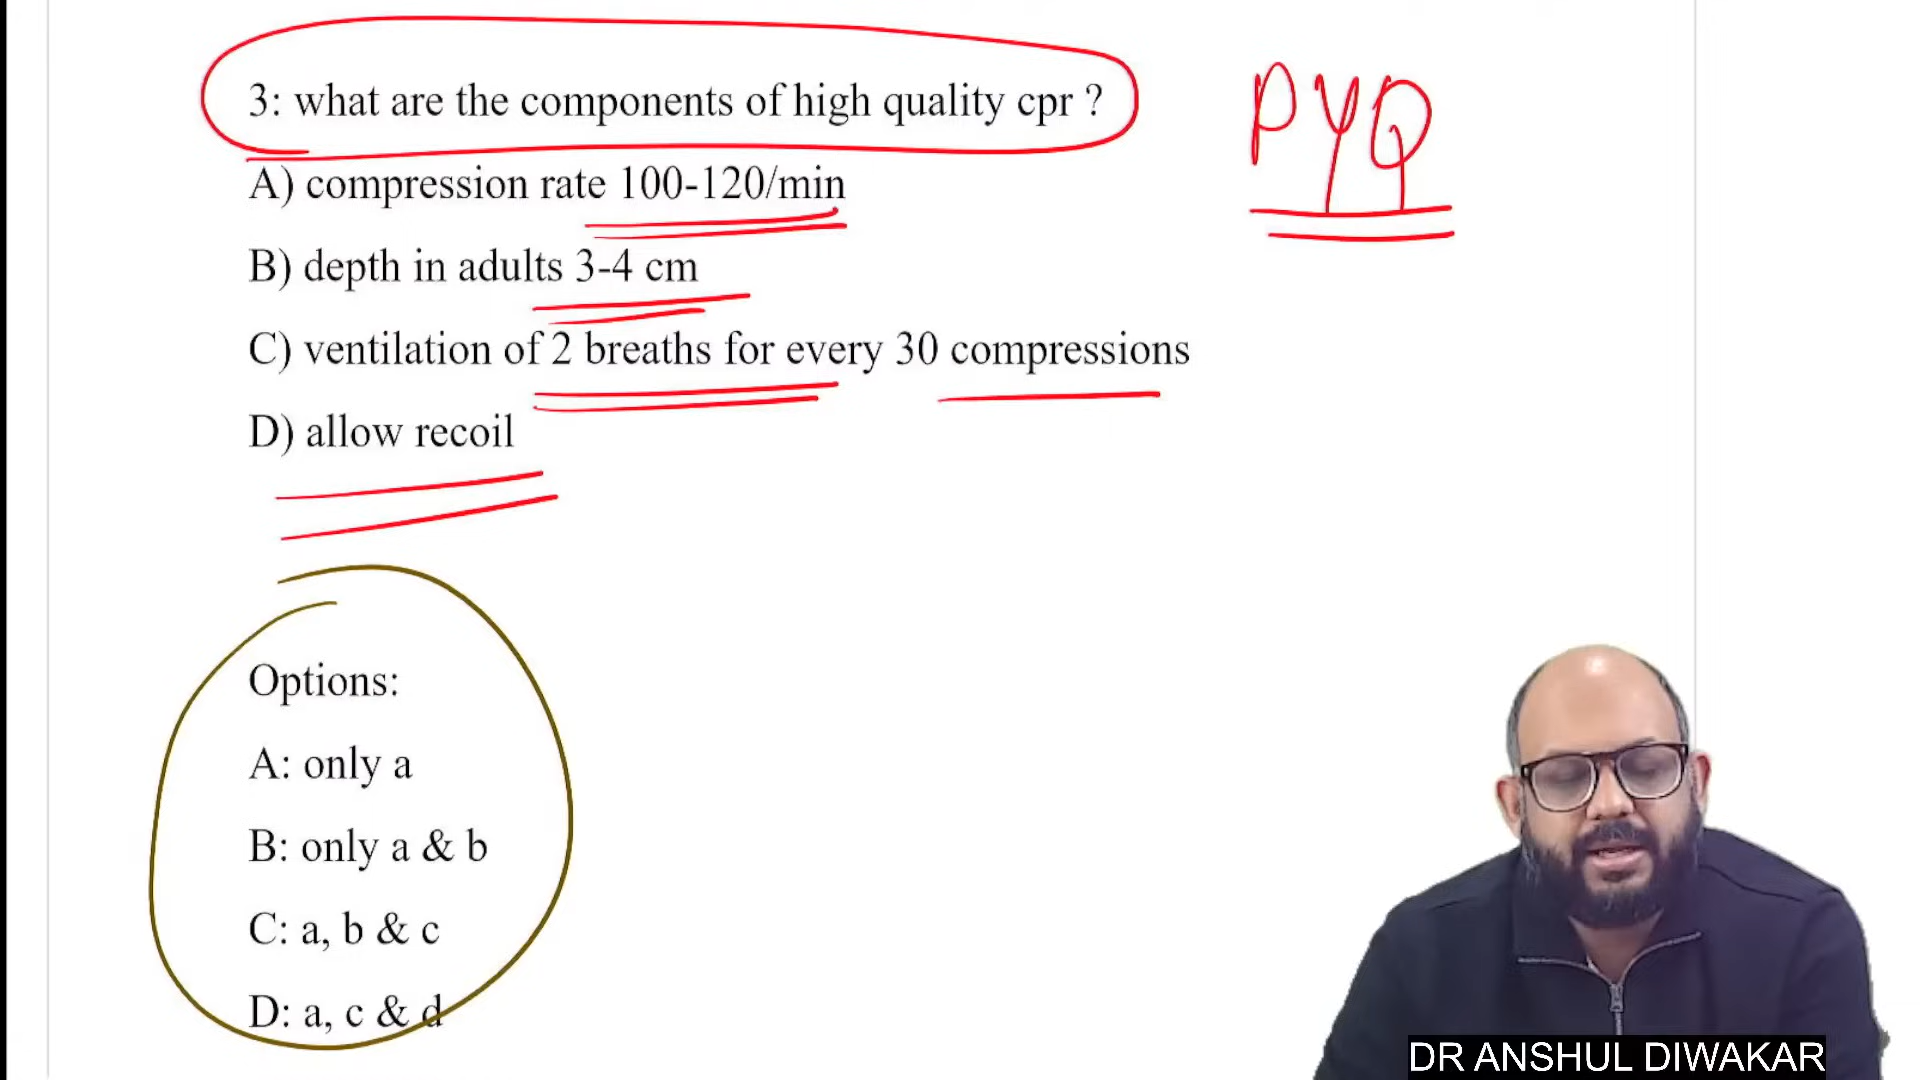 3: what are the components of high quality cpr ?
PYQ
A) compression rate 100-120/min
B) depth in adults 3-4 cm
C) ventilation of 2 breaths for every 30 compressions
D) allow recoil
Options:
A: only a
B: only a & b
C: a, b & c
D: a, c & d
DR ANSHUL DIWAKAR